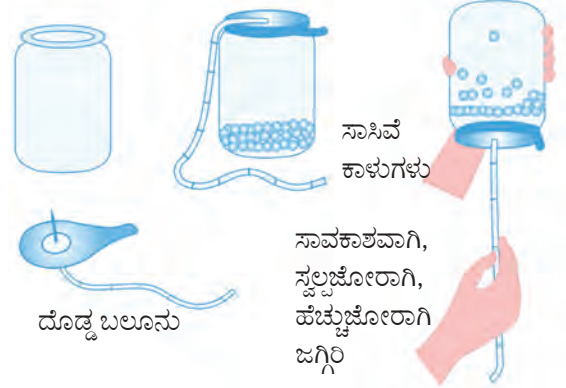 ಸಾಸಿವೆ
ಕಾಳುಗಳು
ಸಾವಕಾಶವಾಗಿ,
ಸ್ವಲ್ಪಜೋರಾಗಿ,
ಹೆಚ್ಚುಜೋರಾಗಿ
ಜಗ್ಗಿರಿ
ದೊಡ್ಡ ಬಲೂನು